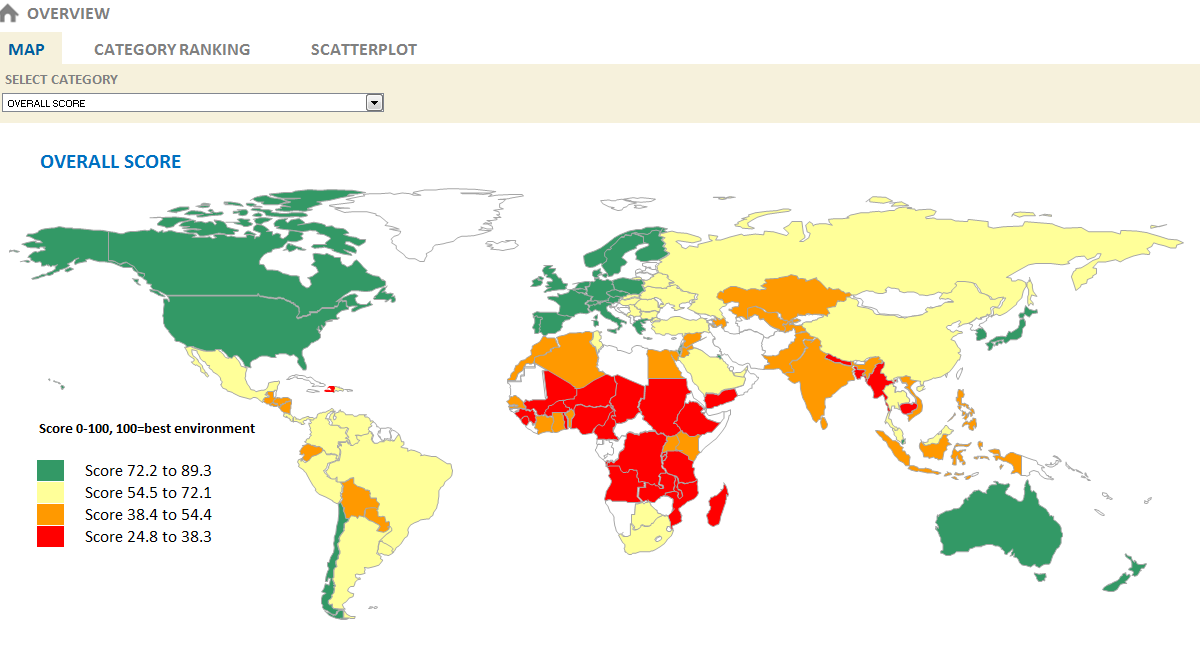 OVERVIEW
MAP CATEGORY RANKING SCATTERPLOT
SELECT CATEGORY
OVERALL SCORE
OVERALL SCORE
Score 0-100, 100=best environment
Score 72.2 to 89.3
Score 54.5 to 72.1
Score 38.4 to 54.4
Score 24.8 to 38.3